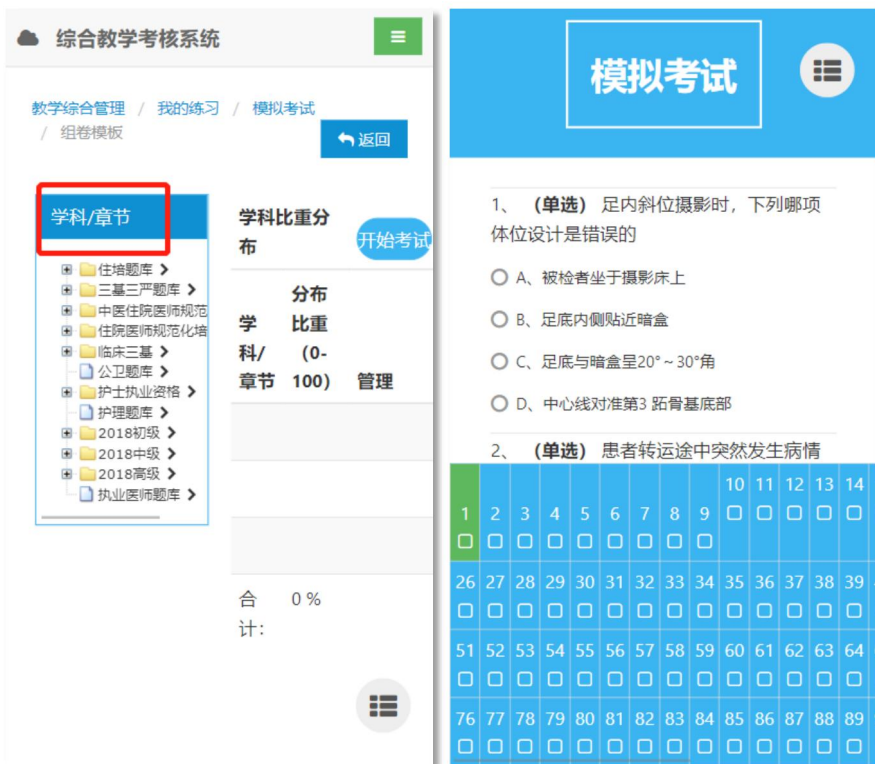 综合教学考核系统
教学综合管理 / 我的练习 / 模拟考试
/ 组卷模板
返回
学科/章节
住培题库
三基三严题库
中医住院医师规范
住院医师规范化培
临床三基
公卫题库
护士执业资格
护理题库
2018初级
2018中级
2018高级
执业医师题库
学科比重分
布
开始考试
学
科/
章节
分布
比重
(0-
100)
管理
合
计:
0 %
模拟考试
1、 (单选) 足内斜位摄影时，下列哪项
体位设计是错误的
A、被检者坐于摄影床上
B、足底内侧贴近暗盒
C、足底与暗盒呈20°~30°角
D、中心线对准第3 跖骨基底部
2、 (单选) 患者转运途中突然发生病情
1 2 3 4 5 6 7 8 9 10 11 12 13 14
26 27 28 29 30 31 32 33 34 35 36 37 38 39
51 52 53 54 55 56 57 58 59 60 61 62 63 64
76 77 78 79 80 81 82 83 84 85 86 87 88 89